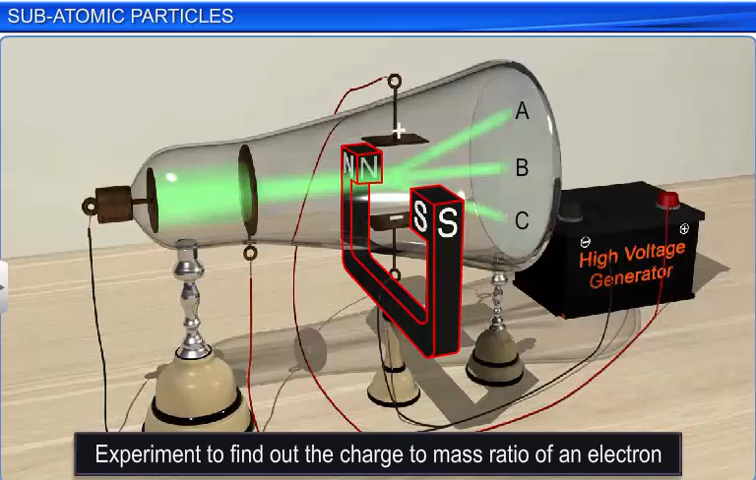 SUB-ATOMIC PARTICLES
A
+
N N
B
S S
C
−
⊖ ⊕
High Voltage
Generator
Experiment to find out the charge to mass ratio of an electron